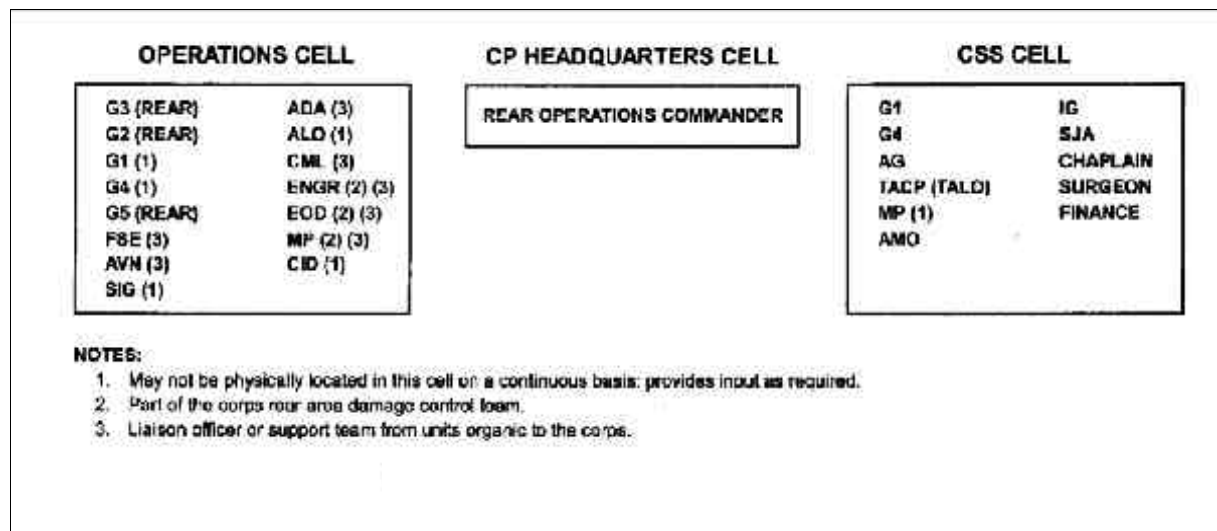 OPERATIONS CELL
G3 (REAR)
G2 (REAR)
G1 (1)
G4 (1)
G5 (REAR)
FSE (3)
AVN (3)
SIG (1)
ADA (3)
ALO (1)
CML (3)
ENGR (2) (3)
EOD (2) (3)
MP (2) (3)
CID (1)
CP HEADQUARTERS CELL
REAR OPERATIONS COMMANDER
CSS CELL
G1
G4
AG
TACP (TALO)
MP (1)
AMO
IG
SJA
CHAPLAIN
SURGEON
FINANCE
NOTES:
1. May not be physically located in this cell on a continuous basis; provides input as required.
2. Part of the corps rear area damage control team.
3. Liaison officer or support team from units organic to the corps.